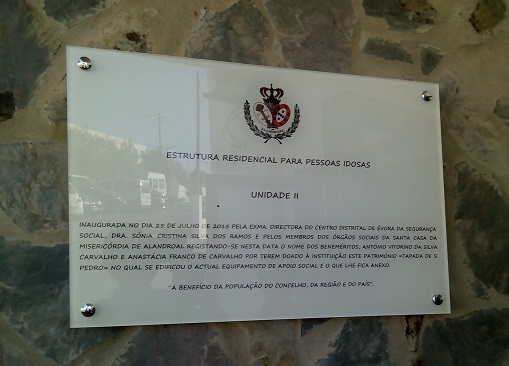 ESTRUTURA RESIDENCIAL PARA PESSOAS IDOSAS
UNIDADE II
INAUGURADA NO DIA 25 DE JULHO DE 2015 PELA EXMA. DIRECTORA DO CENTRO DISTRITAL DE ÉVORA DA SEGURANÇA
SOCIAL, DRA. SÓNIA CRISTINA SILVA DOS RAMOS E PELOS MEMBROS DOS ÓRGÃOS SOCIAIS DA SANTA CASA DA
MISERICÓRDIA DE ALANDROAL REGISTANDO-SE NESTA DATA O NOME DOS BENEMÉRITOS, ANTÓNIO VITORINO DA SILVA
CARVALHO E ANASTÁCIA FRANCO DE CARVALHO POR TEREM DOADO À INSTITUIÇÃO ESTE PATRIMÓNIO =TAPADA DE S.
PEDRO= NO QUAL SE EDIFICOU O ACTUAL EQUIPAMENTO DE APOIO SOCIAL E O QUE LHE FICA ANEXO.
"A BENEFÍCIO DA POPULAÇÃO DO CONCELHO, DA REGIÃO E DO PAÍS".